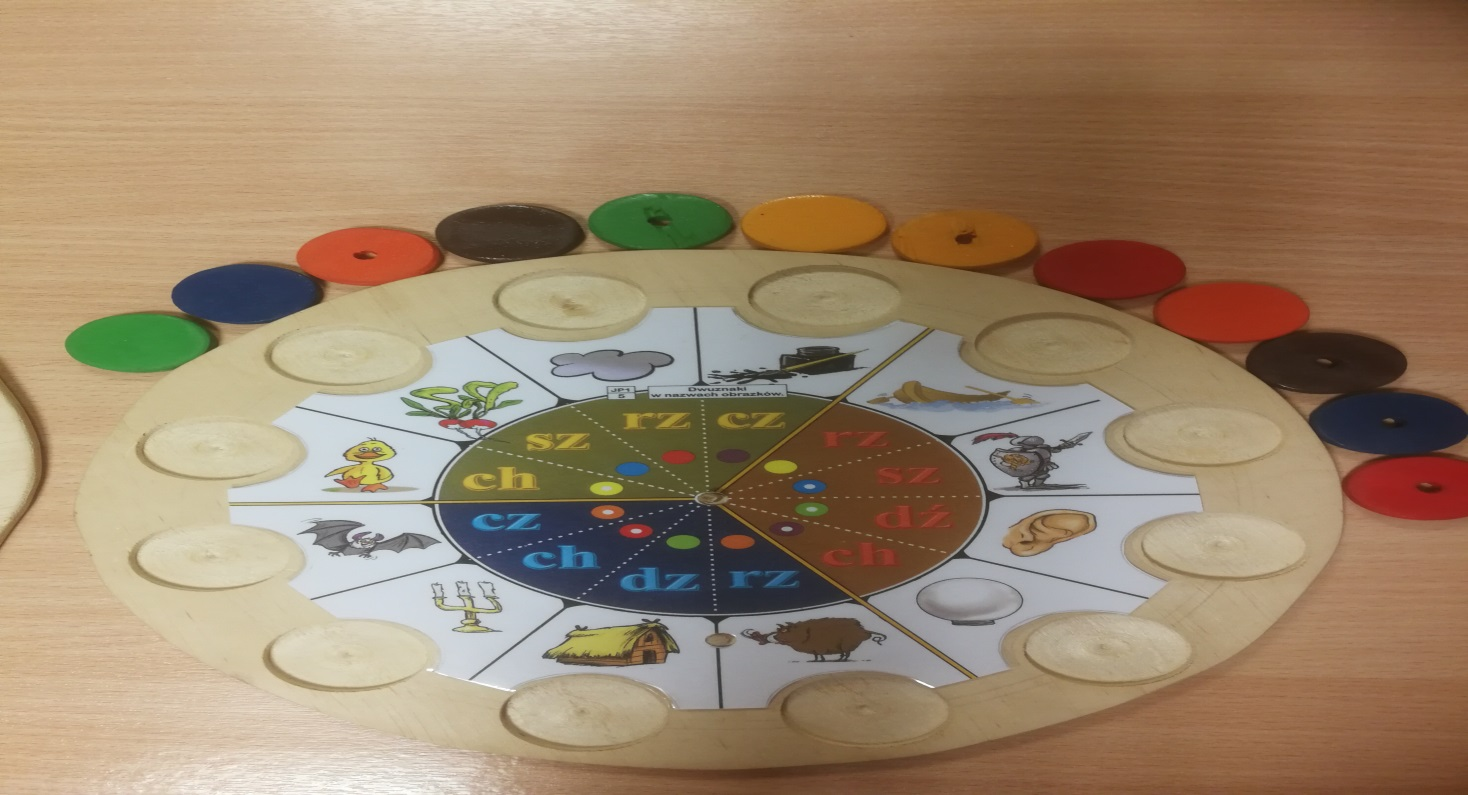 JP1
5
Dwuznaki
w nazwach obrazków.
rz cz
sz rz
ch sz
cz dź
ch ch
dz rz